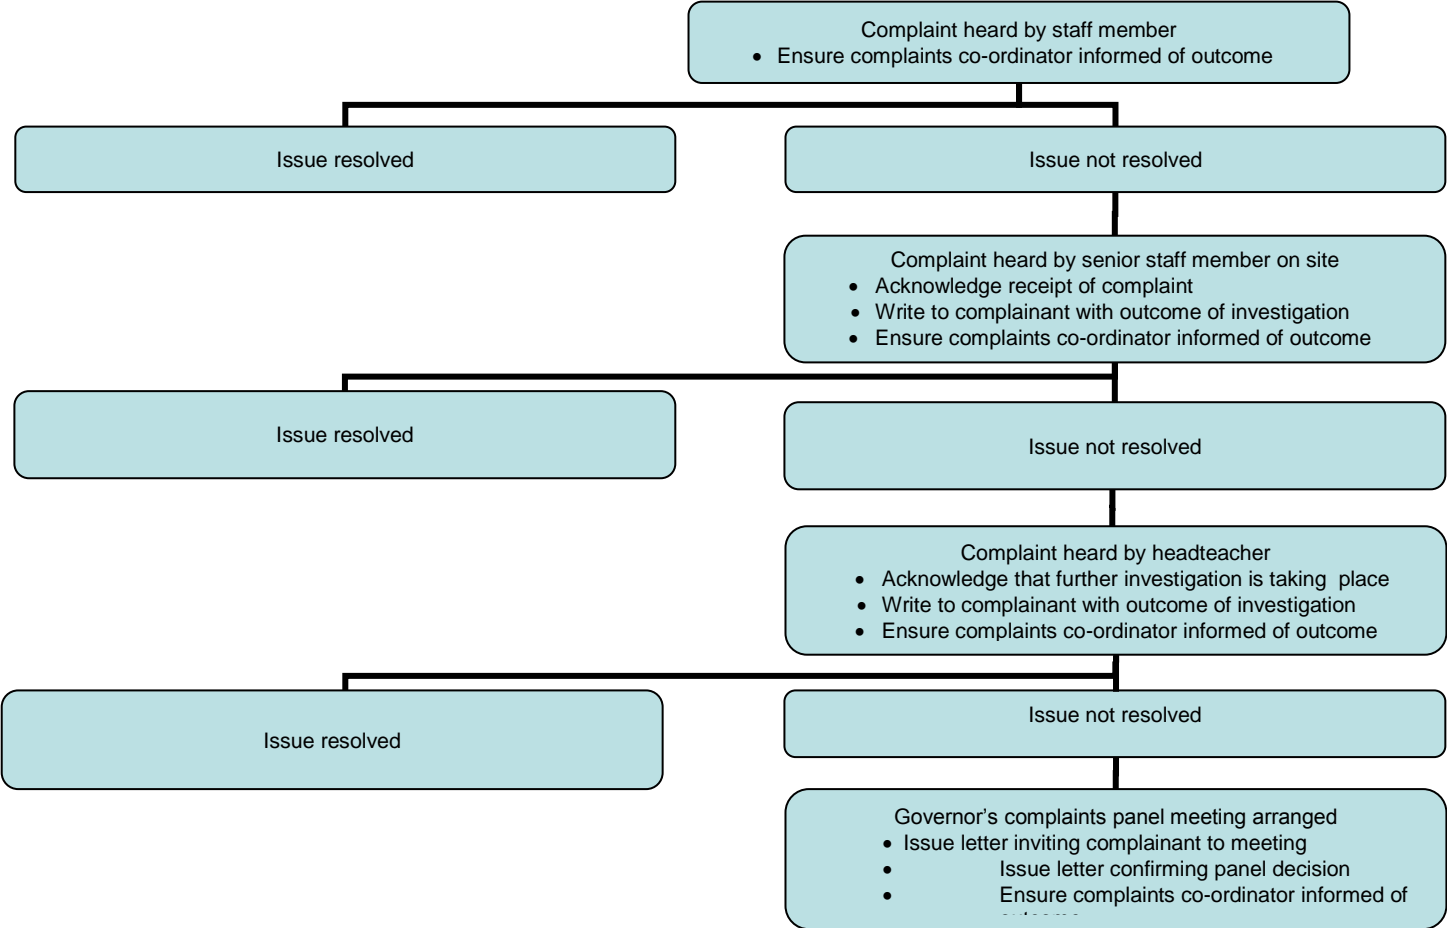 Complaint heard by staff member
• Ensure complaints co-ordinator informed of outcome
Issue resolved
Issue not resolved
Complaint heard by senior staff member on site
• Acknowledge receipt of complaint
• Write to complainant with outcome of investigation
• Ensure complaints co-ordinator informed of outcome
Issue resolved
Issue not resolved
Complaint heard by headteacher
• Acknowledge that further investigation is taking  place
• Write to complainant with outcome of investigation
• Ensure complaints co-ordinator informed of outcome
Issue resolved
Issue not resolved
Governor’s complaints panel meeting arranged
• Issue letter inviting complainant to meeting
• Issue letter confirming panel decision
• Ensure complaints co-ordinator informed of